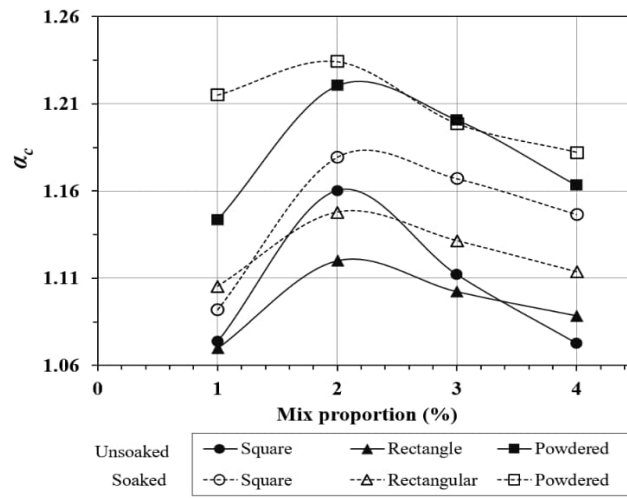 1.26
1.21
1.16
1.11
1.06
α_c
0 1 2 3 4
Mix proportion (%)
Unsoaked Square Rectangle Powdered
Soaked Square Rectangular Powdered